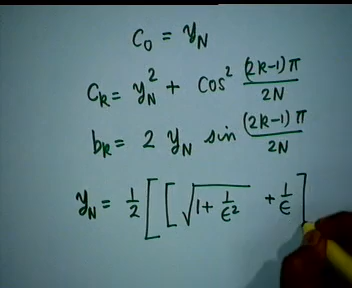 C₀ = y_N
C_k = y_N² + cos² (2k-1)π/2N
b_k = 2 y_N sin (2k-1)π/2N
y_N = 1/2 [ [ √(1 + 1/ε²) + 1/ε ]